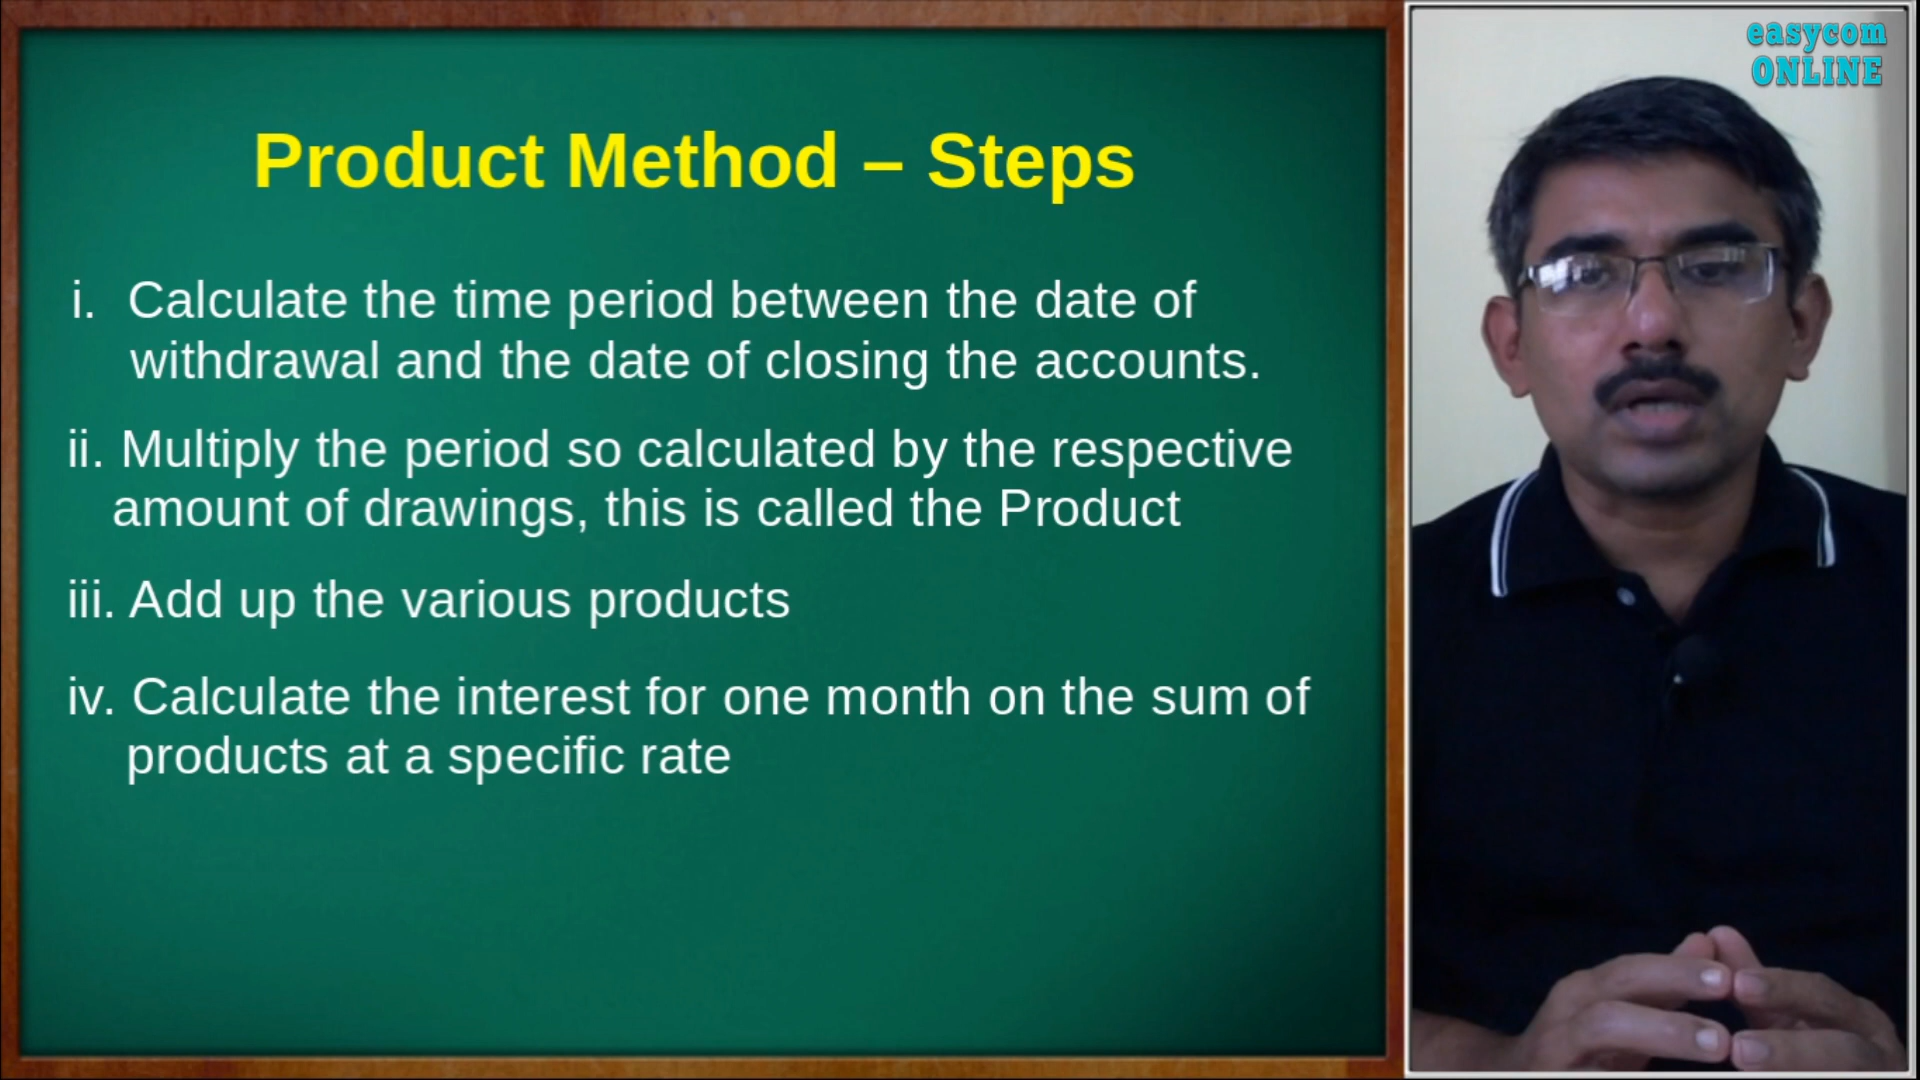 easycom
ONLINE
Product Method – Steps
i. Calculate the time period between the date of
withdrawal and the date of closing the accounts.
ii. Multiply the period so calculated by the respective
amount of drawings, this is called the Product
iii. Add up the various products
iv. Calculate the interest for one month on the sum of
products at a specific rate